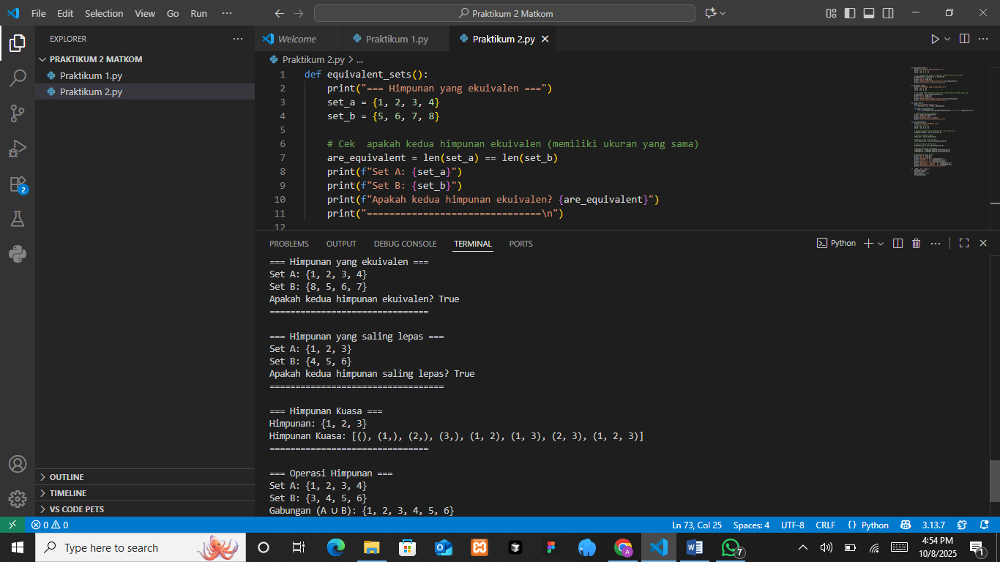 File Edit Selection View Go Run ···
Praktikum 2 Matkom
EXPLORER
PRAKTIKUM 2 MATKOM
Praktikum 1.py
Praktikum 2.py
OUTLINE
TIMELINE
VS CODE PETS
2
Welcome Praktikum 1.py Praktikum 2.py
Praktikum 2.py > ...
1 def equivalent_sets():
2 print("=== Himpunan yang ekuivalen ===")
3 set_a = {1, 2, 3, 4}
4 set_b = {5, 6, 7, 8}
5
6 # Cek  apakah kedua himpunan ekuivalen (memiliki ukuran yang sama)
7 are_equivalent = len(set_a) == len(set_b)
8 print(f"Set A: {set_a}")
9 print(f"Set B: {set_b}")
10 print(f"Apakah kedua himpunan ekuivalen? {are_equivalent}")
11 print("===============================\n")
12
PROBLEMS OUTPUT DEBUG CONSOLE TERMINAL PORTS
Python
=== Himpunan yang ekuivalen ===
Set A: {1, 2, 3, 4}
Set B: {8, 5, 6, 7}
Apakah kedua himpunan ekuivalen? True
===============================
=== Himpunan yang saling lepas ===
Set A: {1, 2, 3}
Set B: {4, 5, 6}
Apakah kedua himpunan saling lepas? True
==================================
=== Himpunan Kuasa ===
Himpunan: {1, 2, 3}
Himpunan Kuasa: [(), (1,), (2,), (3,), (1, 2), (1, 3), (2, 3), (1, 2, 3)]
===============================
=== Operasi Himpunan ===
Set A: {1, 2, 3, 4}
Set B: {3, 4, 5, 6}
Gabungan (A ∪ B): {1, 2, 3, 4, 5, 6}
0 0
Ln 73, Col 25 Spaces: 4 UTF-8 CRLF {} Python 3.13.7
Type here to search
A
7
4:54 PM
10/8/2025
1